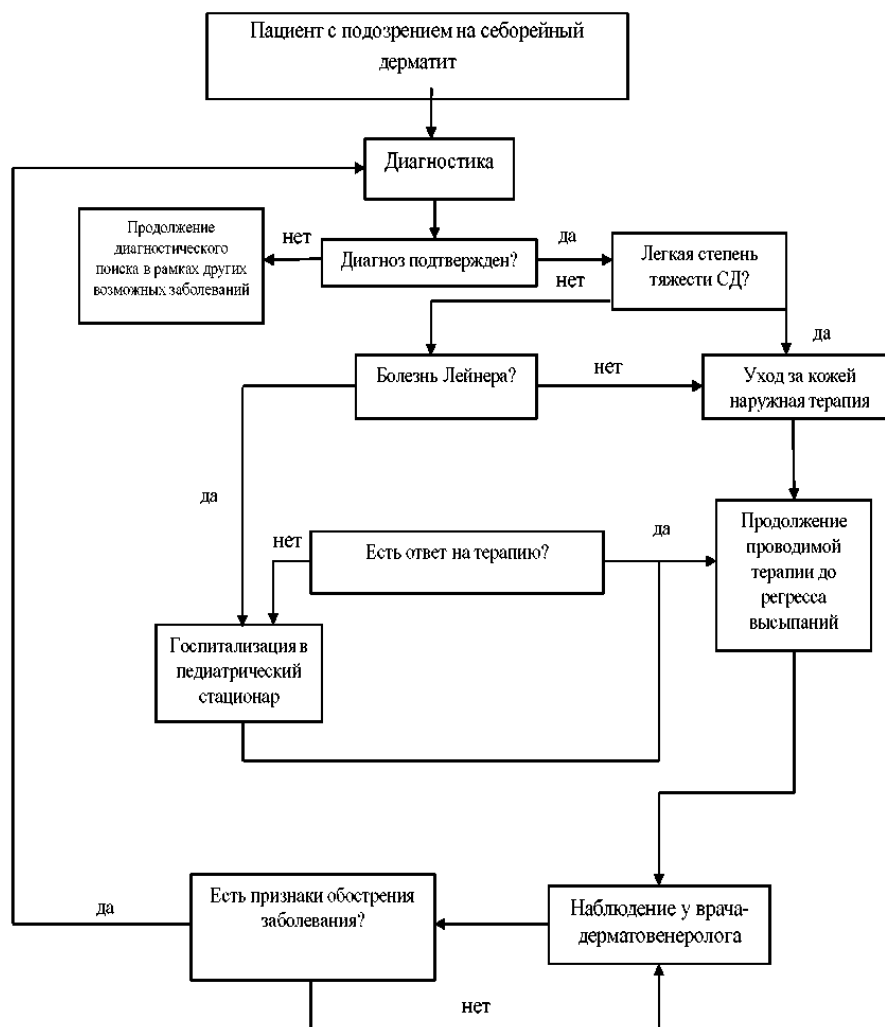 Пациент с подозрением на себорейный
дерматит
Диагностика
Продолжение
диагностического
поиска в рамках других
возможных заболеваний
нет
Диагноз подтвержден?
да
Легкая степень
тяжести СД?
нет
да
Болезнь Лейнера?
нет
Уход за кожей
наружная терапия
да
нет
Есть ответ на терапию?
да
Продолжение
проводимой
терапии до
регресса
высыпаний
Госпитализация в
педиатрический
стационар
да
Есть признаки обострения
заболевания?
Наблюдение у врача-
дерматовенеролога
нет